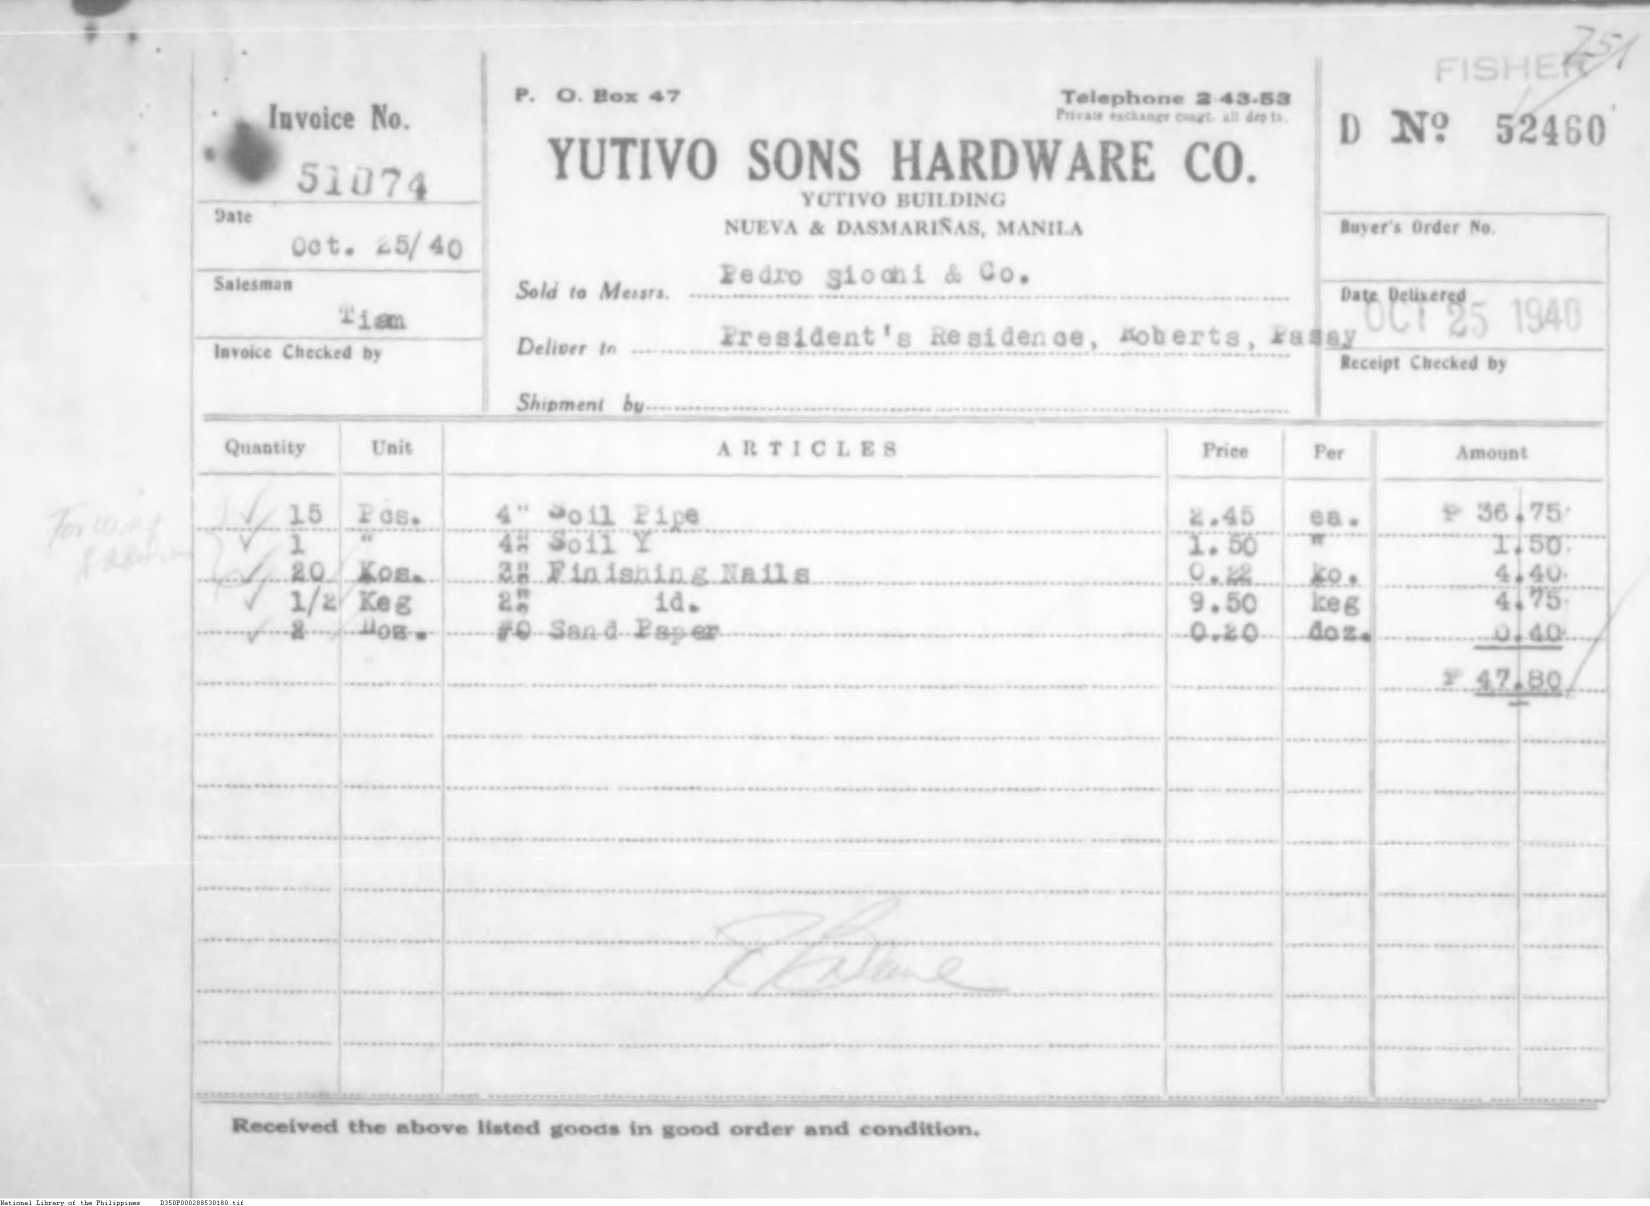 751
FISHER
P. O. Box 47
Telephone 2-43-53
Private exchange congt. all depts.
Invoice No.
51074
YUTIVO SONS HARDWARE CO.
D Nº 52460
YUTIVO BUILDING
NUEVA & DASMARIÑAS, MANILA
Date
Oct. 25/40
Buyer's Order No.
Salesman
Tiam
Sold to Messrs. Pedro Siochi & Co.
Date Delivered
OCT 25 1940
Invoice Checked by
Deliver to President's Residence, Roberts, Pasay
Receipt Checked by
Shipment by
Quantity Unit ARTICLES Price Per Amount
15 Pcs. 4" Soil Pipe 2.45 ea. ₱ 36.75
1 " 4" Soil Y 1.50 " 1.50
20 Kos. 3" Finishing Nails 0.22 ko. 4.40
1/2 Keg 2" id. 9.50 keg 4.75
2 Doz. #0 Sand Paper 0.20 doz. 0.40
₱ 47.80
Received the above listed goods in good order and condition.
National Library of the Philippines D350P000208530180.tif